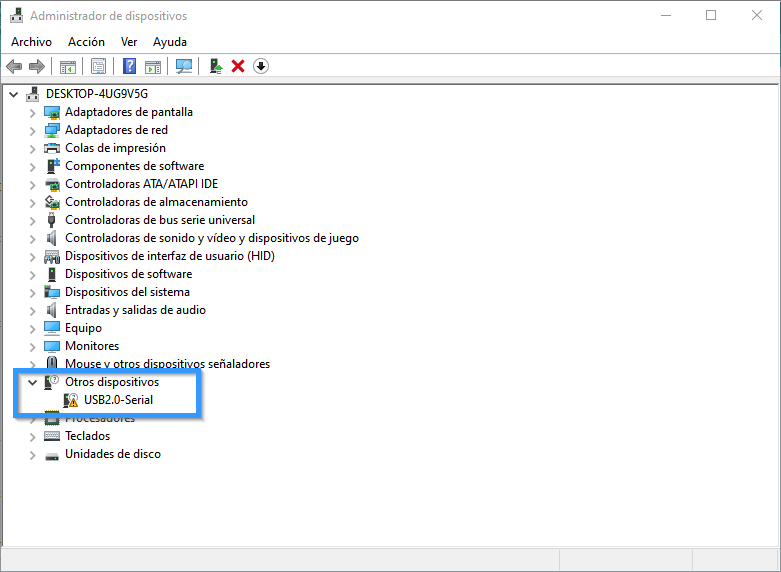 Administrador de dispositivos
Archivo Acción Ver Ayuda
DESKTOP-4UG9V5G
Adaptadores de pantalla
Adaptadores de red
Colas de impresión
Componentes de software
Controladoras ATA/ATAPI IDE
Controladoras de almacenamiento
Controladoras de bus serie universal
Controladoras de sonido y vídeo y dispositivos de juego
Dispositivos de interfaz de usuario (HID)
Dispositivos de software
Dispositivos del sistema
Entradas y salidas de audio
Equipo
Monitores
Mouse y otros dispositivos señaladores
Otros dispositivos
USB2.0-Serial
Procesadores
Teclados
Unidades de disco